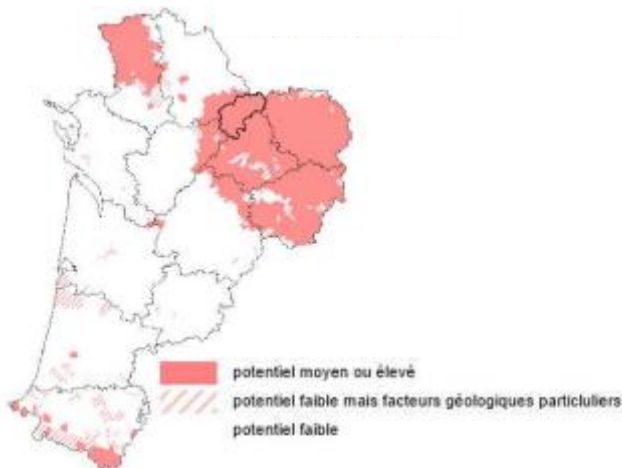 potentiel moyen ou élevé
potentiel faible mais facteurs géologiques particluliers
potentiel faible